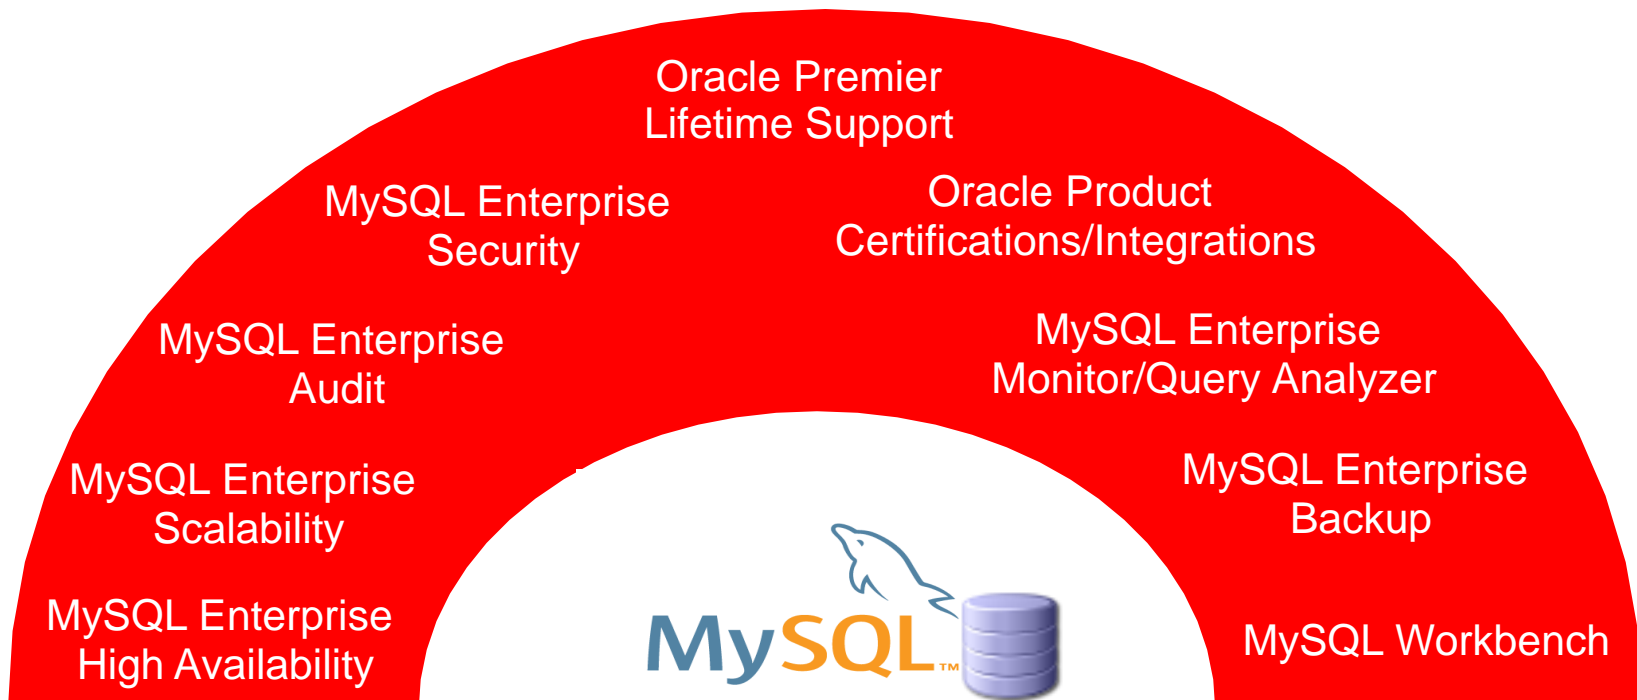 Oracle Premier
Lifetime Support
MySQL Enterprise
Security
Oracle Product
Certifications/Integrations
MySQL Enterprise
Audit
MySQL Enterprise
Monitor/Query Analyzer
MySQL Enterprise
Scalability
MySQL Enterprise
Backup
MySQL Enterprise
High Availability
MySQL Workbench
MySQL™